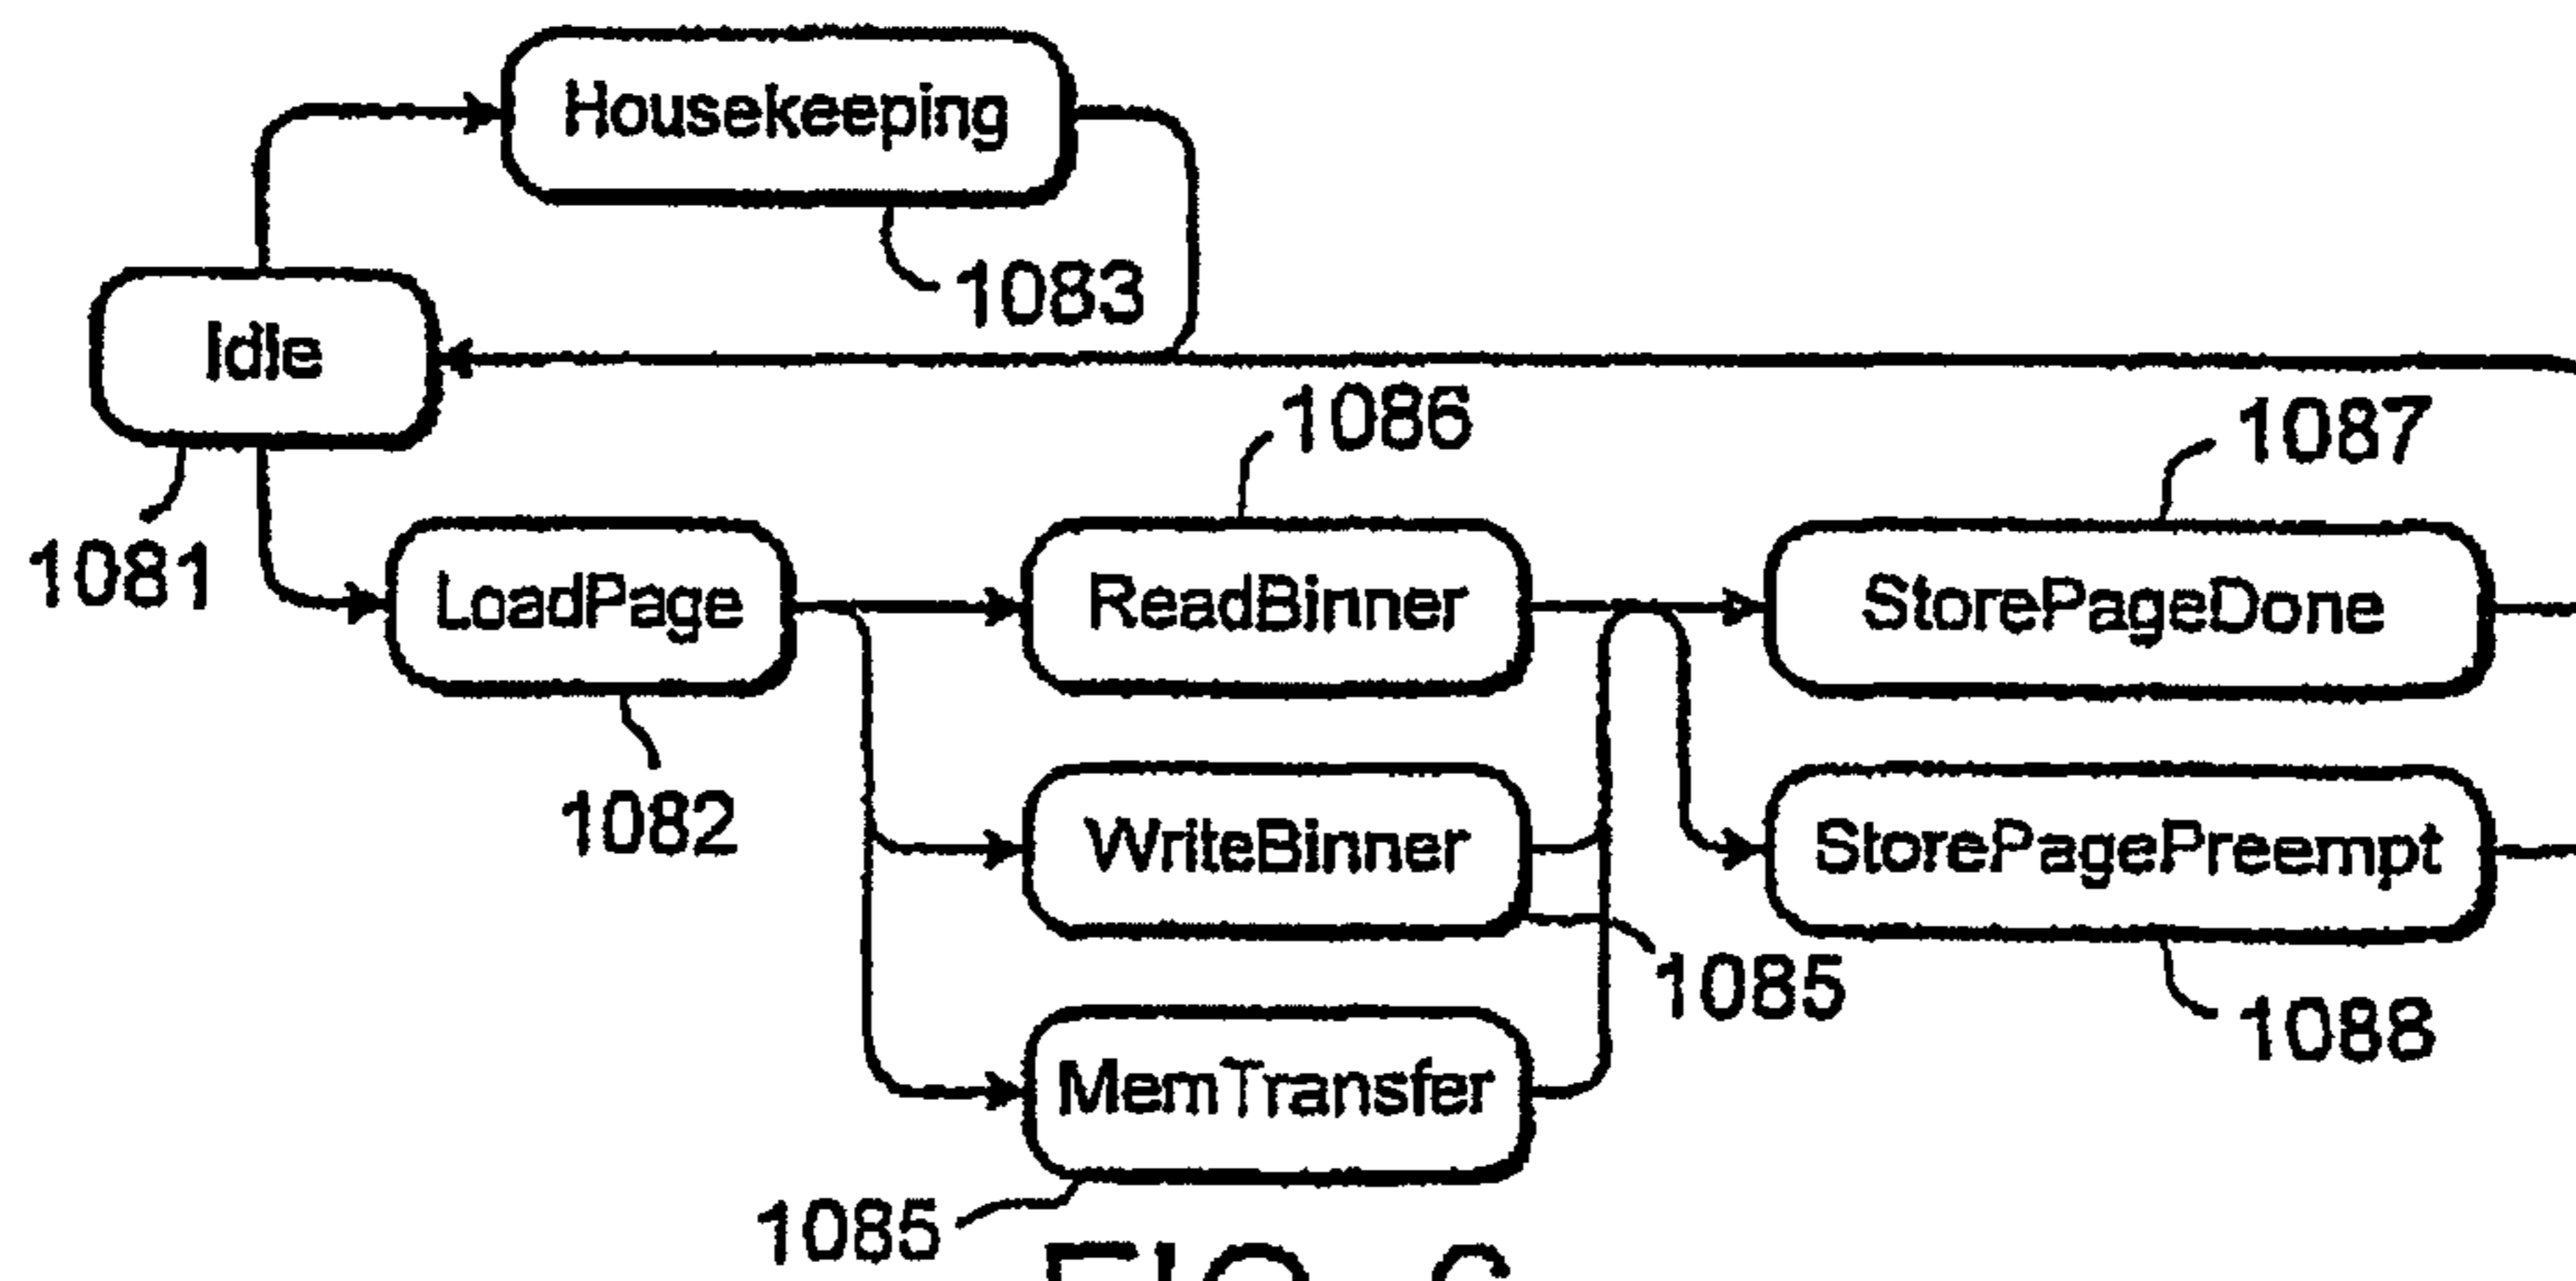 Housekeeping
1083
Idle
1081
1086
1087
LoadPage
ReadBinner
StorePageDone
1082
WriteBinner
StorePagePreempt
1085
1088
MemTransfer
1085